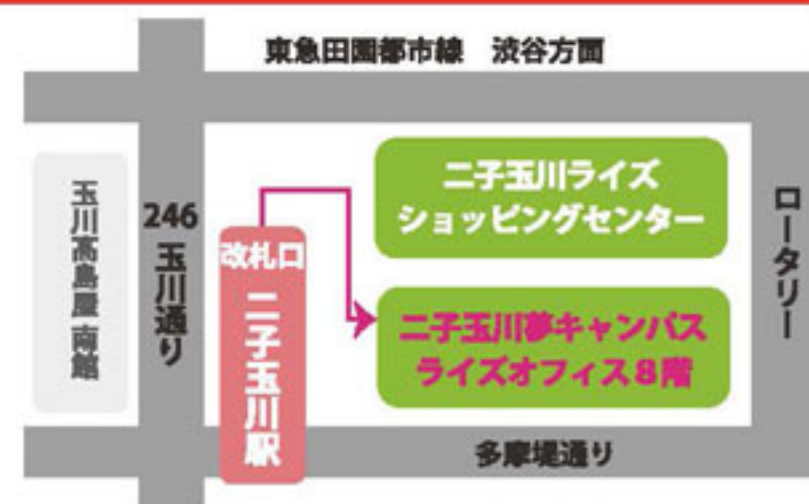 東急田園都市線　渋谷方面
玉川高島屋 南館
246
玉川通り
改札口
二子玉川駅
二子玉川ライズ
ショッピングセンター
二子玉川夢キャンパス
ライズオフィス8階
ロータリー
多摩堤通り